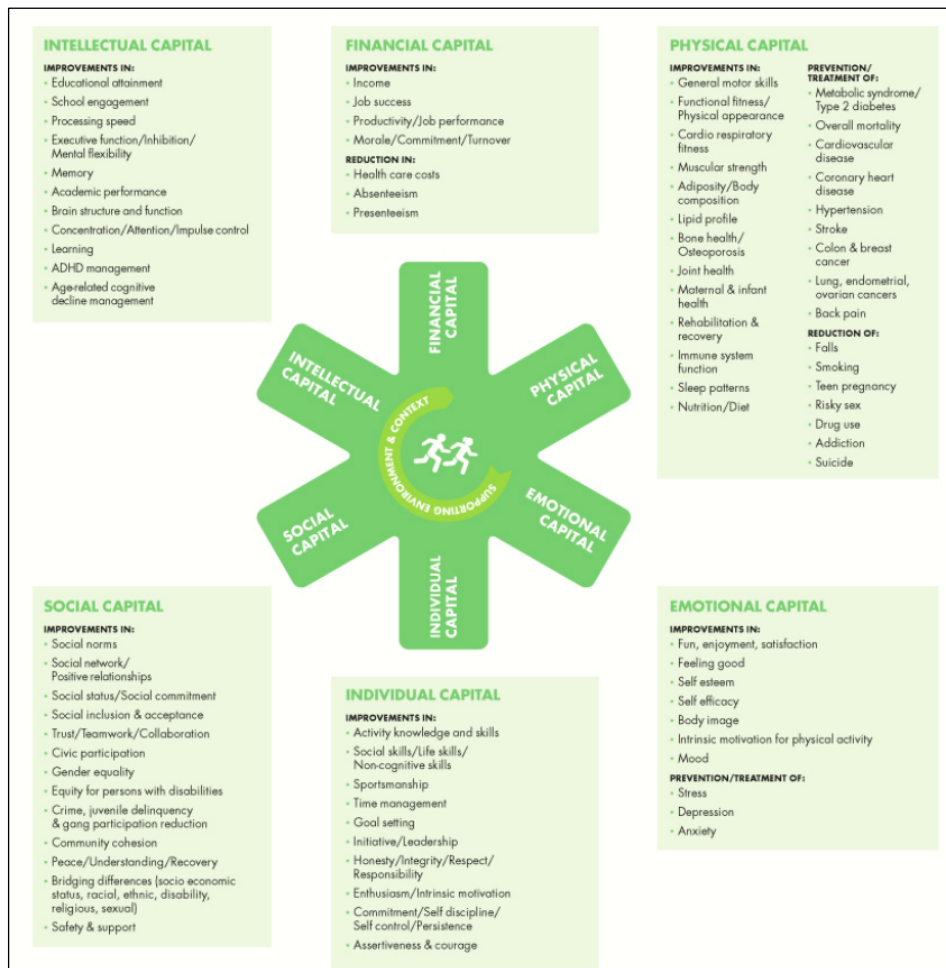 INTELLECTUAL CAPITAL
IMPROVEMENTS IN:
• Educational attainment
• School engagement
• Processing speed
• Executive function/Inhibition/
Mental flexibility
• Memory
• Academic performance
• Brain structure and function
• Concentration/Attention/Impulse control
• Learning
• ADHD management
• Age-related cognitive
decline management
FINANCIAL CAPITAL
IMPROVEMENTS IN:
• Income
• Job success
• Productivity/Job performance
• Morale/Commitment/Turnover
REDUCTION IN:
• Health care costs
• Absenteeism
• Presenteeism
PHYSICAL CAPITAL
IMPROVEMENTS IN:
• General motor skills
• Functional fitness/
Physical appearance
• Cardio respiratory
fitness
• Muscular strength
• Adiposity/Body
composition
• Lipid profile
• Bone health/
Osteoporosis
• Joint health
• Maternal & infant
health
• Rehabilitation &
recovery
• Immune system
function
• Sleep patterns
• Nutrition/Diet
PREVENTION/
TREATMENT OF:
• Metabolic syndrome/
Type 2 diabetes
• Overall mortality
• Cardiovascular
disease
• Coronary heart
disease
• Hypertension
• Stroke
• Colon & breast
cancer
• Lung, endometrial,
ovarian cancers
• Back pain
REDUCTION OF:
• Falls
• Smoking
• Teen pregnancy
• Risky sex
• Drug use
• Addiction
• Suicide
FINANCIAL
CAPITAL
INTELLECTUAL
CAPITAL
PHYSICAL
CAPITAL
SUPPORTING ENVIRONMENT & CONTEXT
SOCIAL
CAPITAL
EMOTIONAL
CAPITAL
INDIVIDUAL
CAPITAL
SOCIAL CAPITAL
IMPROVEMENTS IN:
• Social norms
• Social network/
Positive relationships
• Social status/Social commitment
• Social inclusion & acceptance
• Trust/Teamwork/Collaboration
• Civic participation
• Gender equality
• Equity for persons with disabilities
• Crime, juvenile delinquency
& gang participation reduction
• Community cohesion
• Peace/Understanding/Recovery
• Bridging differences (socio economic
status, racial, ethnic, disability,
religious, sexual)
• Safety & support
INDIVIDUAL CAPITAL
IMPROVEMENTS IN:
• Activity knowledge and skills
• Social skills/Life skills/
Non-cognitive skills
• Sportsmanship
• Time management
• Goal setting
• Initiative/Leadership
• Honesty/Integrity/Respect/
Responsibility
• Enthusiasm/Intrinsic motivation
• Commitment/Self discipline/
Self control/Persistence
• Assertiveness & courage
EMOTIONAL CAPITAL
IMPROVEMENTS IN:
• Fun, enjoyment, satisfaction
• Feeling good
• Self esteem
• Self efficacy
• Body image
• Intrinsic motivation for physical activity
• Mood
PREVENTION/TREATMENT OF:
• Stress
• Depression
• Anxiety